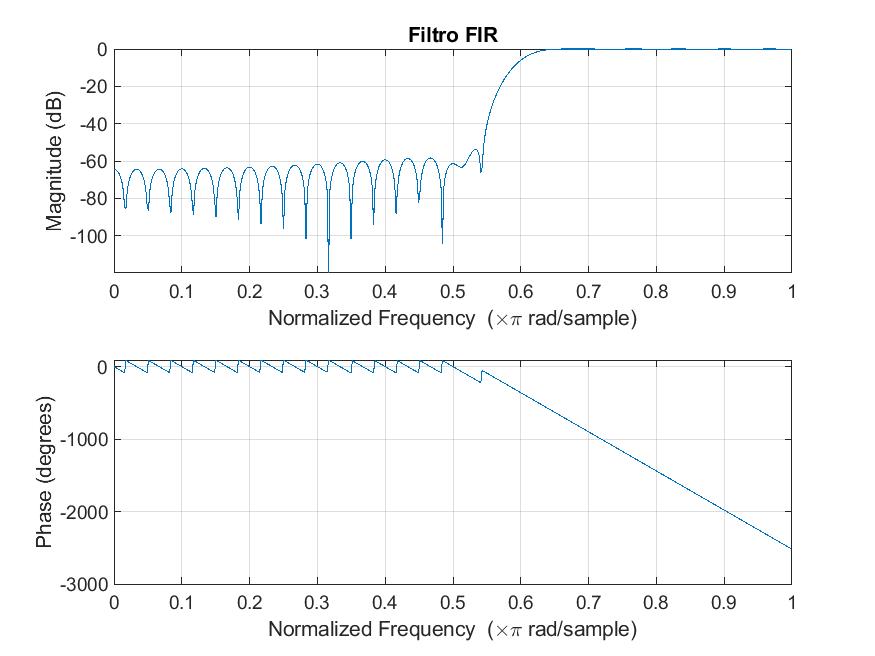 Filtro FIR
0
-20
-40
-60
-80
-100
Magnitude (dB)
0 0.1 0.2 0.3 0.4 0.5 0.6 0.7 0.8 0.9 1
Normalized Frequency (×π rad/sample)
0
-1000
-2000
-3000
Phase (degrees)
0 0.1 0.2 0.3 0.4 0.5 0.6 0.7 0.8 0.9 1
Normalized Frequency (×π rad/sample)